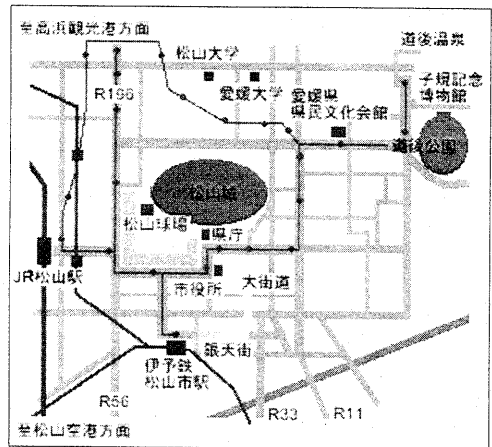 至高浜観光港方面
松山大学
道後温泉
子規記念
博物館
R196
愛媛大学
愛媛県
県民文化会館
道後公園
松山城
松山球場
県庁
JR松山駅
市役所
大街道
伊予鉄
松山市駅
銀天街
R56
R33
R11
至松山空港方面